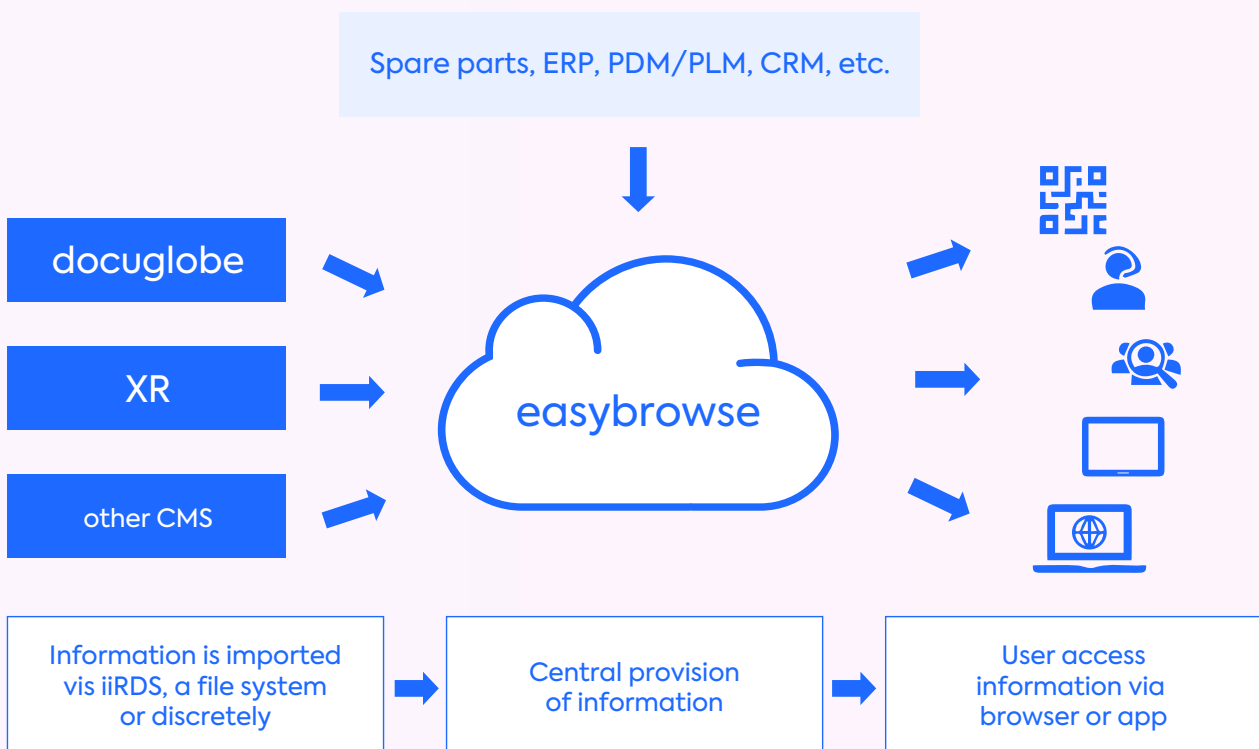 Spare parts, ERP, PDM/PLM, CRM, etc.
docuglobe
XR
other CMS
easybrowse
Information is imported
vis iiRDS, a file system
or discretely
Central provision
of information
User access
information via
browser or app